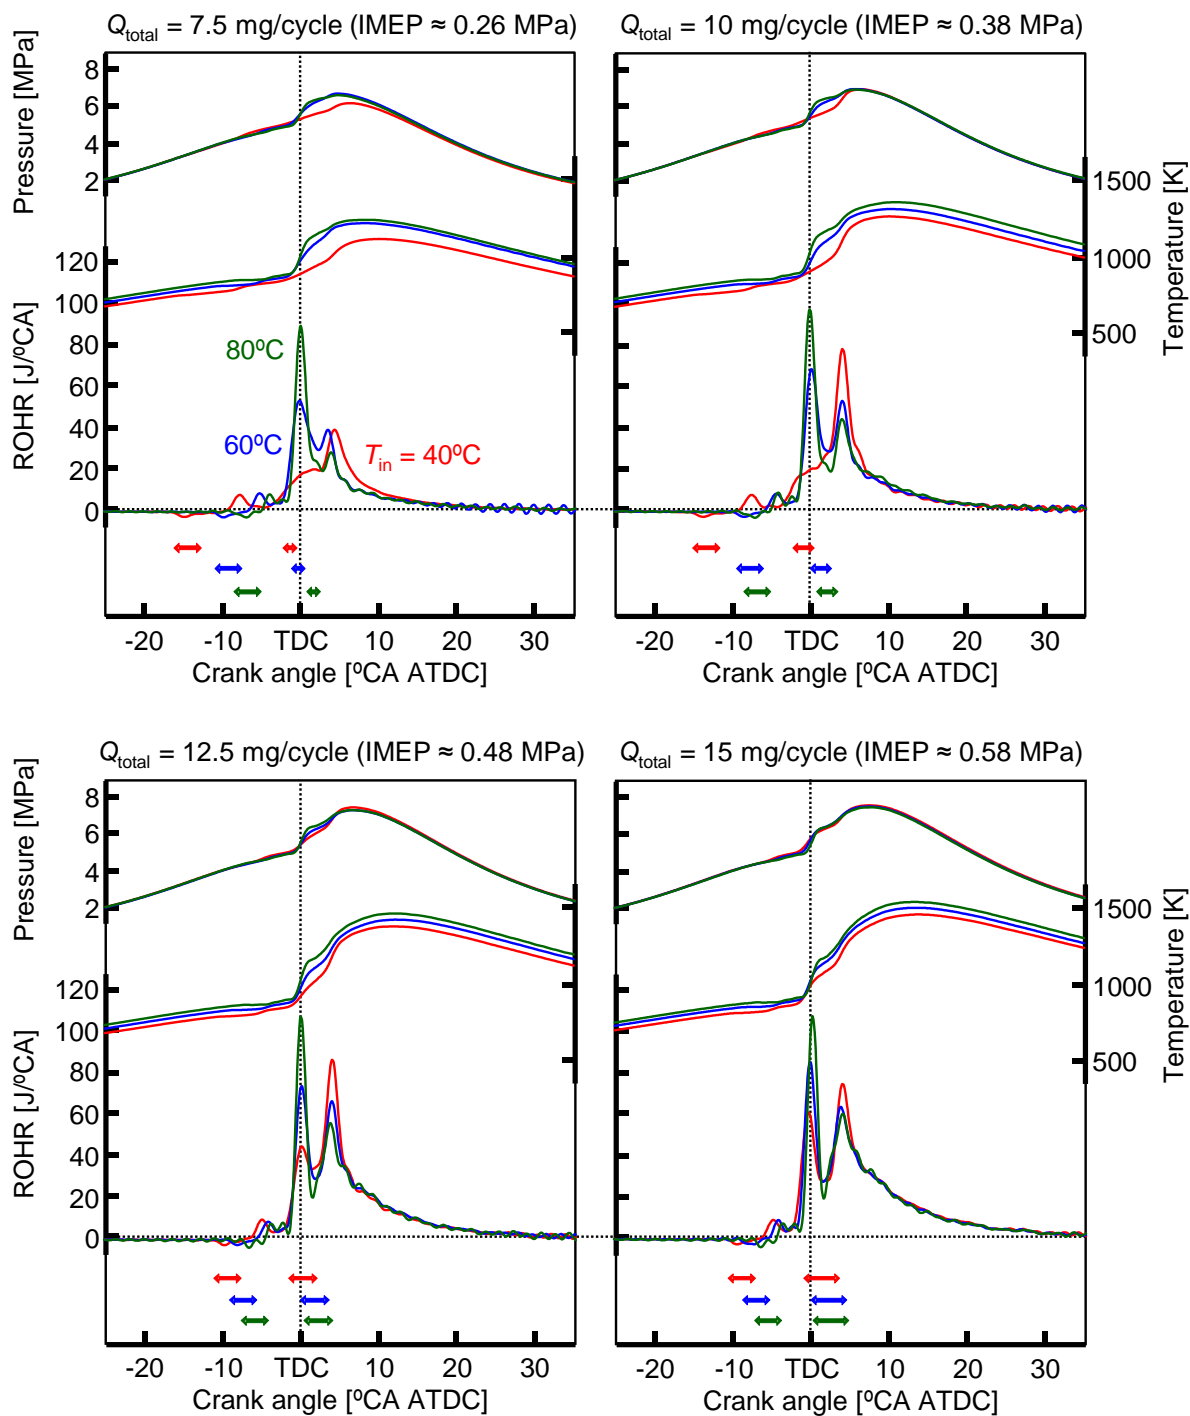 Q_total = 7.5 mg/cycle (IMEP ≈ 0.26 MPa)
Pressure [MPa]
8
6
4
2
120
100
80
60
40
20
0
ROHR [J/ºCA]
80ºC
60ºC
T_in = 40ºC
-20 -10 TDC 10 20 30
Crank angle [ºCA ATDC]
Q_total = 10 mg/cycle (IMEP ≈ 0.38 MPa)
1500
1000
500
Temperature [K]
-20 -10 TDC 10 20 30
Crank angle [ºCA ATDC]
Q_total = 12.5 mg/cycle (IMEP ≈ 0.48 MPa)
Pressure [MPa]
8
6
4
2
120
100
80
60
40
20
0
ROHR [J/ºCA]
-20 -10 TDC 10 20 30
Crank angle [ºCA ATDC]
Q_total = 15 mg/cycle (IMEP ≈ 0.58 MPa)
1500
1000
500
Temperature [K]
-20 -10 TDC 10 20 30
Crank angle [ºCA ATDC]